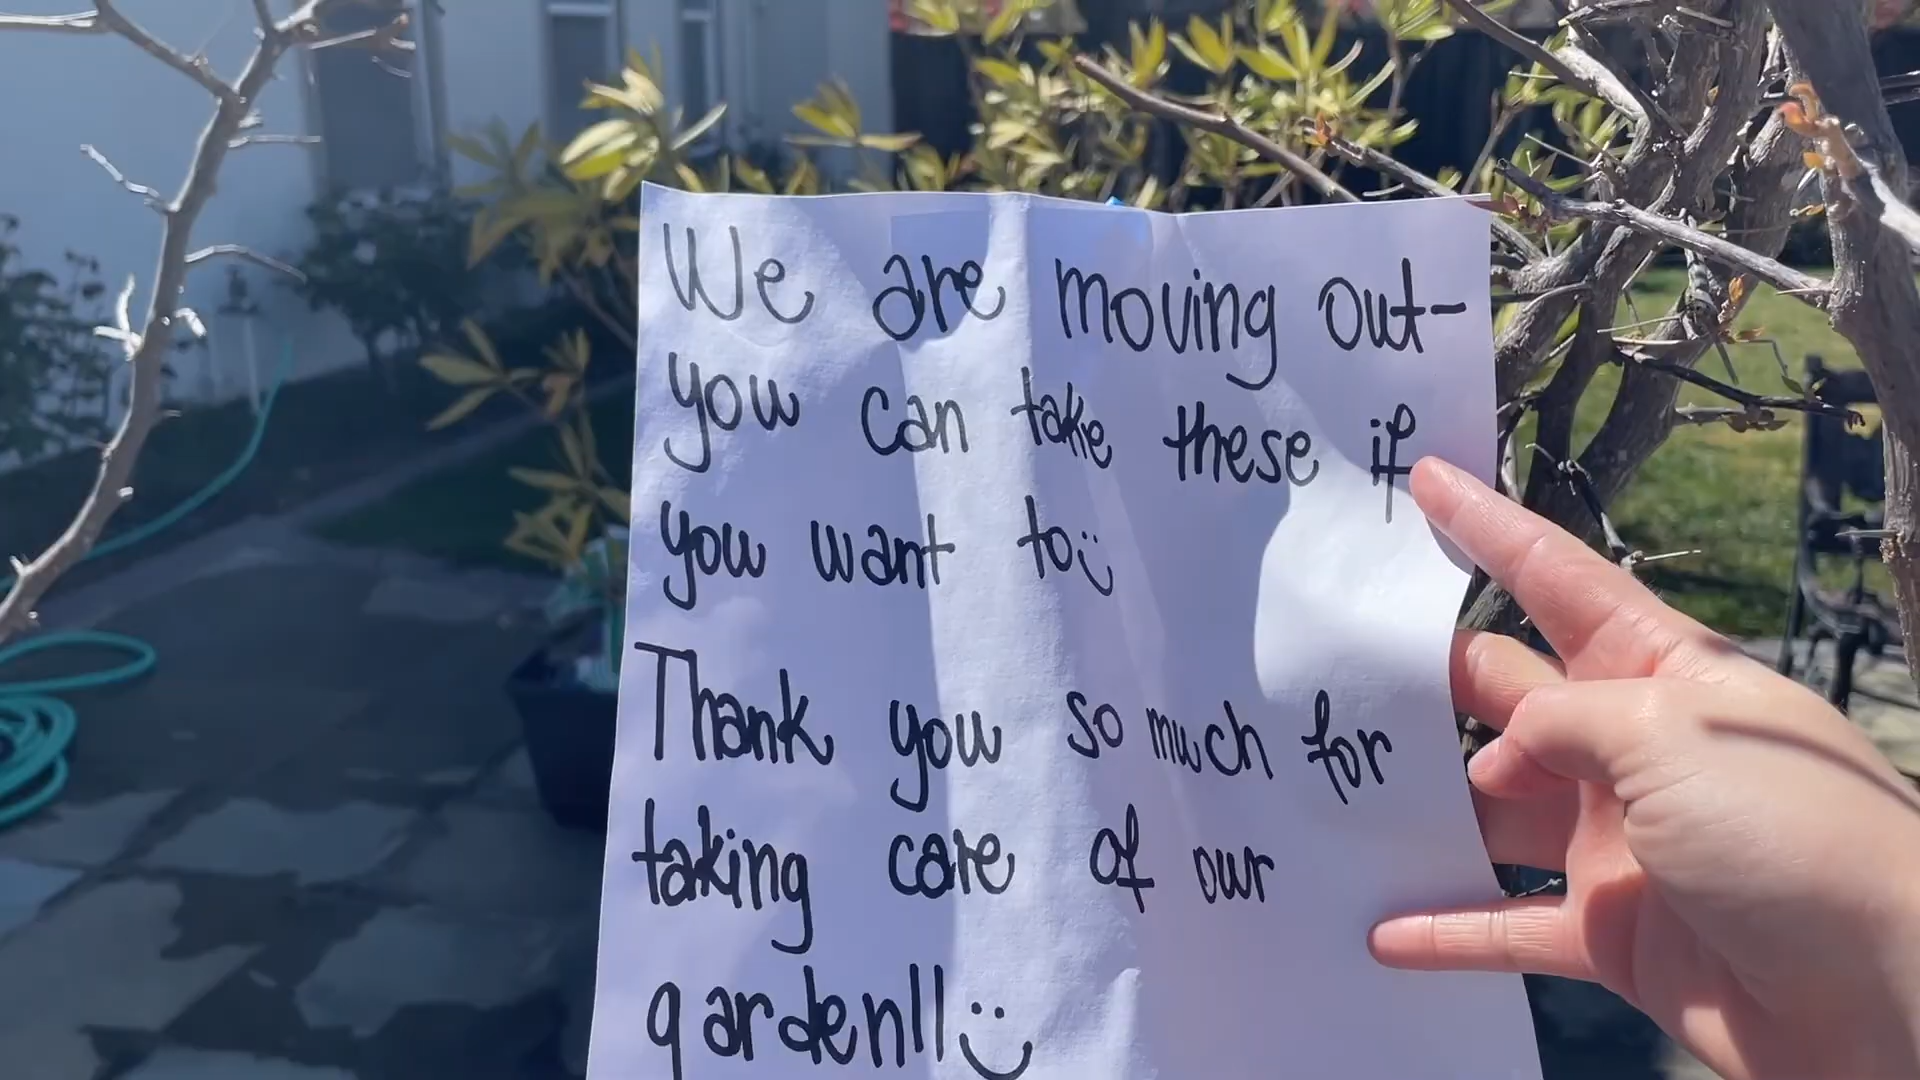 We are moving out-
you can take these if
you want to :)
Thank you so much for
taking care of our
garden!! :)